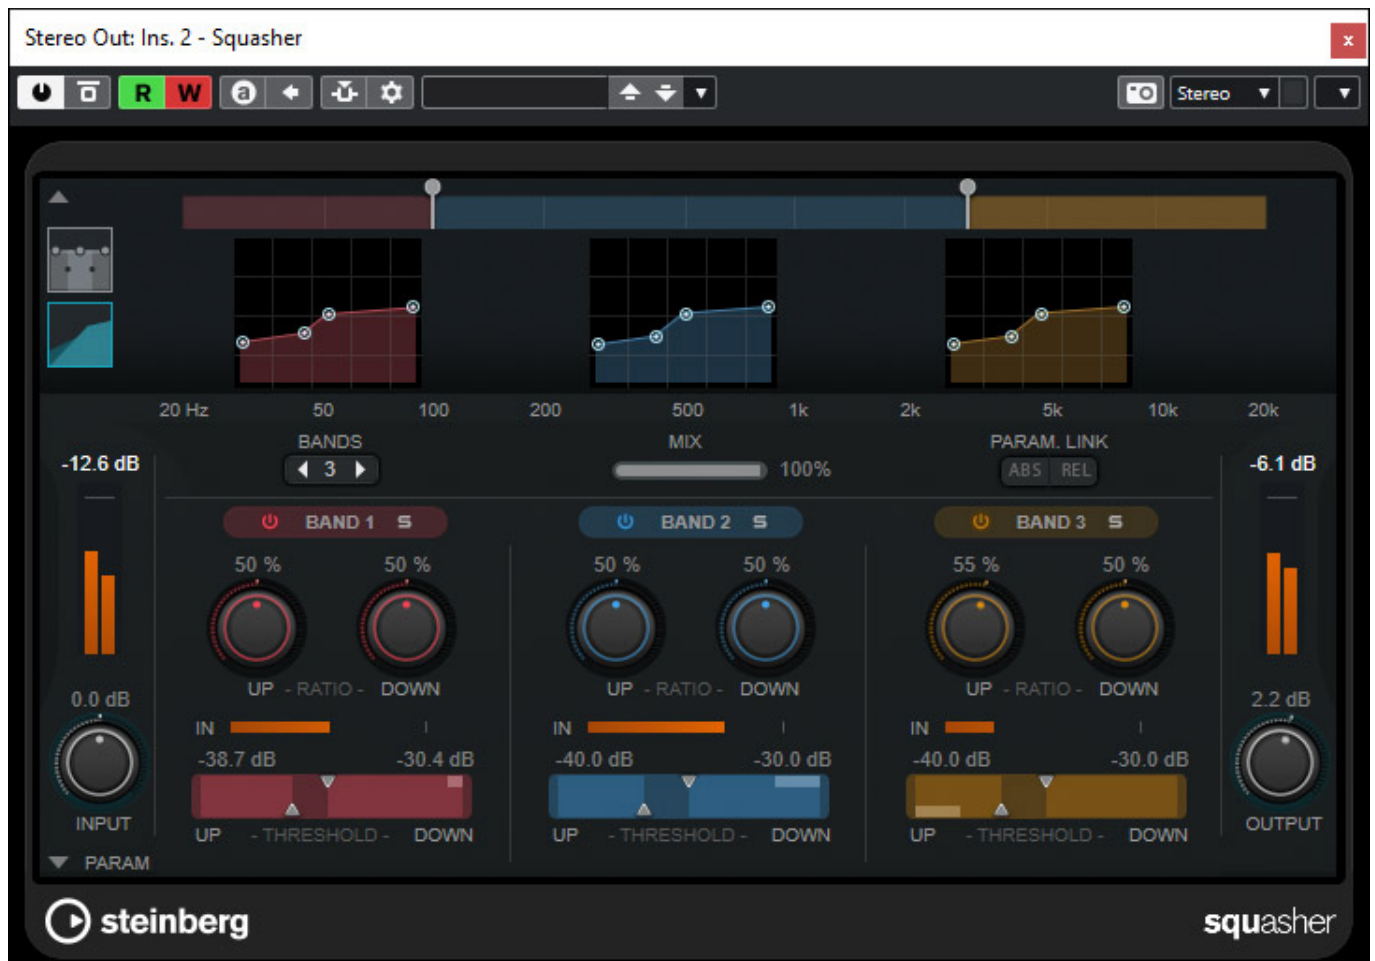 Stereo Out: Ins. 2 - Squasher
x
R W a Stereo
20 Hz 50 100 200 500 1k 2k 5k 10k 20k
BANDS MIX PARAM. LINK
-12.6 dB 3 100% ABS REL -6.1 dB
BAND 1 S BAND 2 S BAND 3 S
50 % 50 % 50 % 50 % 55 % 50 %
UP - RATIO - DOWN UP - RATIO - DOWN UP - RATIO - DOWN
0.0 dB 2.2 dB
IN IN IN
-38.7 dB -30.4 dB -40.0 dB -30.0 dB -40.0 dB -30.0 dB
INPUT OUTPUT
UP - THRESHOLD - DOWN UP - THRESHOLD - DOWN UP - THRESHOLD - DOWN
PARAM
steinberg squasher